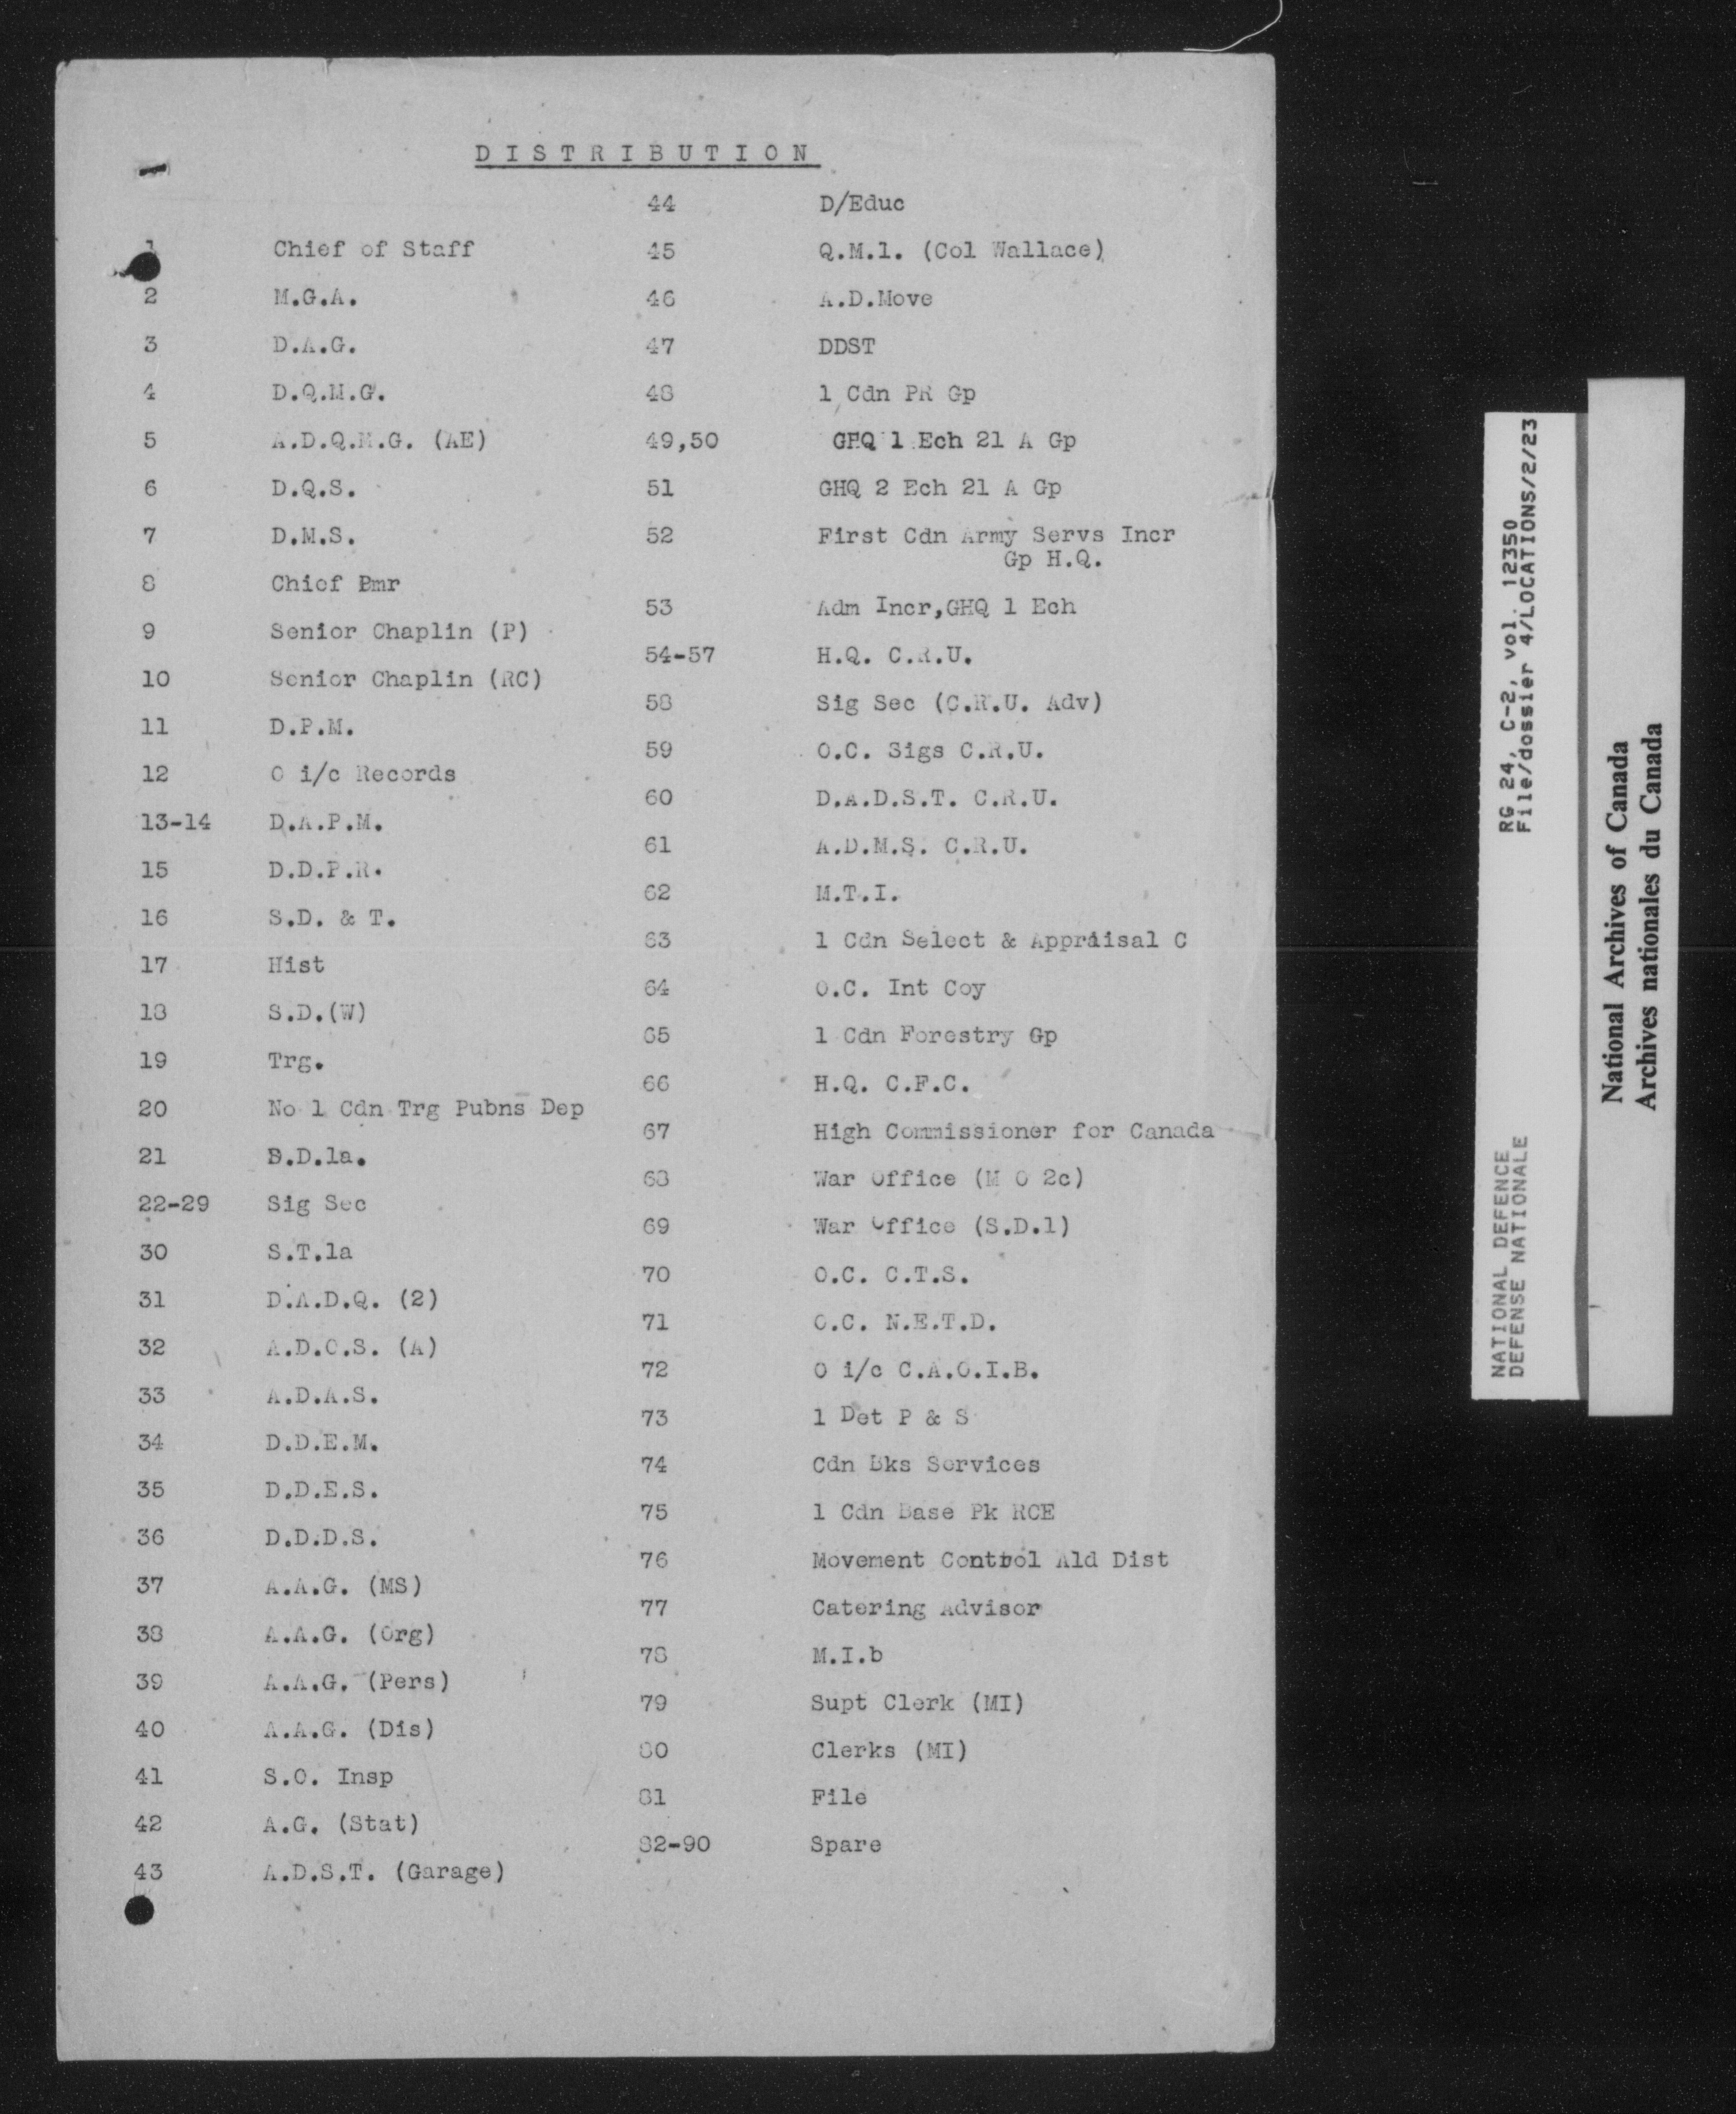 DISTRIBUTION
1 Chief of Staff
2 M.G.A.
3 D.A.G.
4 D.Q.M.G.
5 A.D.Q.M.G. (AE)
6 D.Q.S.
7 D.M.S.
8 Chief Pmr
9 Senior Chaplin (P)
10 Senior Chaplin (RC)
11 D.P.M.
12 O i/c Records
13-14 D.A.P.M.
15 D.D.P.R.
16 S.D. & T.
17 Hist
18 S.D.(W)
19 Trg.
20 No 1 Cdn Trg Pubns Dep
21 S.D.1a.
22-29 Sig Sec
30 S.T.1a
31 D.A.D.Q. (2)
32 A.D.O.S. (A)
33 A.D.A.S.
34 D.D.E.M.
35 D.D.E.S.
36 D.D.D.S.
37 A.A.G. (MS)
38 A.A.G. (Org)
39 A.A.G. (Pers)
40 A.A.G. (Dis)
41 S.O. Insp
42 A.G. (Stat)
43 A.D.S.T. (Garage)
44 D/Educ
45 Q.M.1. (Col Wallace)
46 A.D.Move
47 DDST
48 1 Cdn PR Gp
49,50 GHQ 1 Ech 21 A Gp
51 GHQ 2 Ech 21 A Gp
52 First Cdn Army Servs Incr
Gp H.Q.
53 Adm Incr,GHQ 1 Ech
54-57 H.Q. C.R.U.
58 Sig Sec (C.R.U. Adv)
59 O.C. Sigs C.R.U.
60 D.A.D.S.T. C.R.U.
61 A.D.M.S. C.R.U.
62 M.T.I.
63 1 Cdn Select & Appraisal C
64 O.C. Int Coy
65 1 Cdn Forestry Gp
66 H.Q. C.F.C.
67 High Commissioner for Canada
68 War Office (M O 2c)
69 War Office (S.D.1)
70 O.C. C.T.S.
71 O.C. N.E.T.D.
72 O i/c C.A.O.I.B.
73 1 Det P & S
74 Cdn Bks Services
75 1 Cdn Base Pk RCE
76 Movement Control Ald Dist
77 Catering Advisor
78 M.I.b
79 Supt Clerk (MI)
80 Clerks (MI)
81 File
82-90 Spare
NATIONAL DEFENCE RG 24, C-2, vol. 12350
DEFENSE NATIONALE File/dossier 4/LOCATIONS/2/23
National Archives of Canada
Archives nationales du Canada